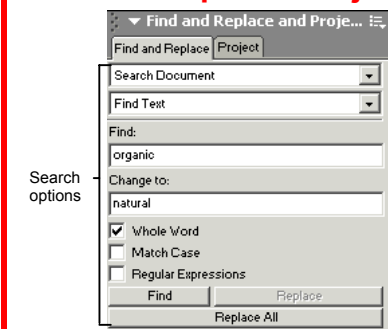 Find and Replace and Proje...
Find and Replace Project
Search Document
Find Text
Find:
organic
Search options
Change to:
natural
Whole Word
Match Case
Regular Expressions
Find Replace
Replace All